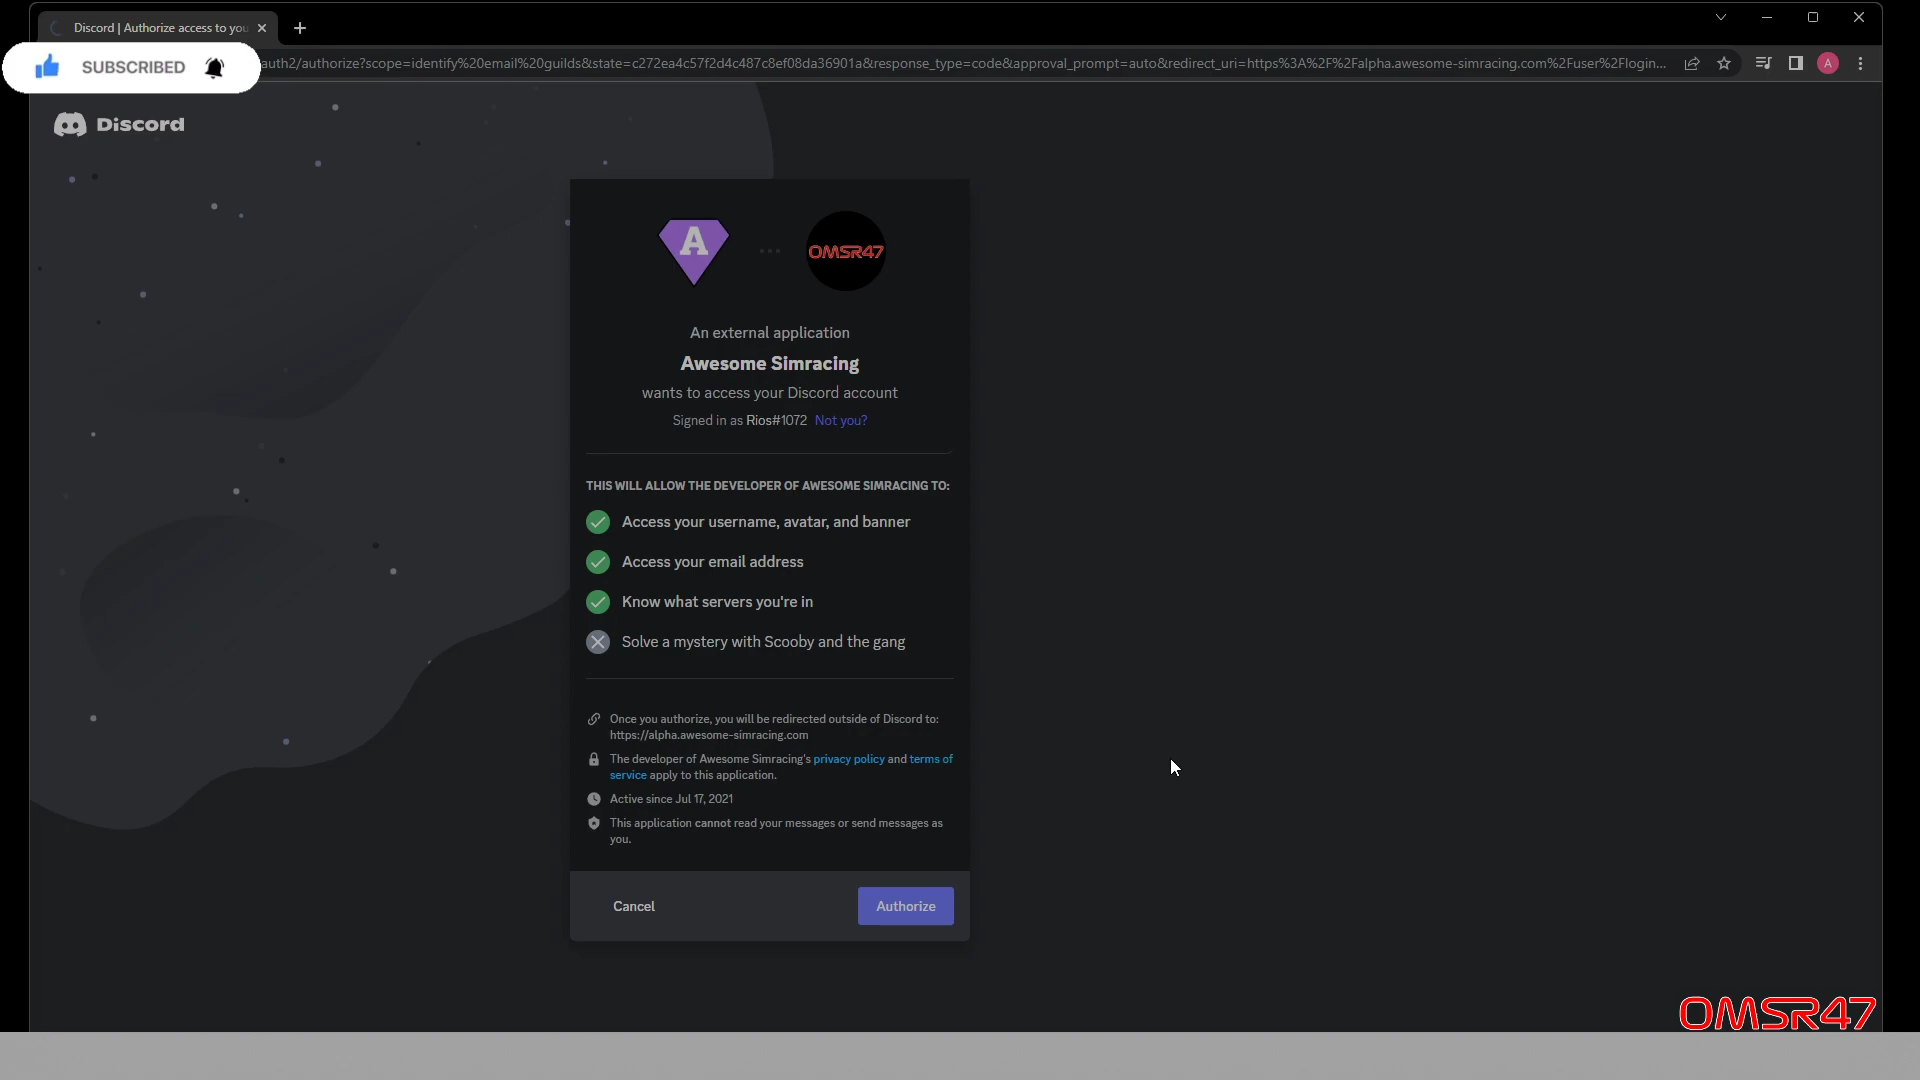 Discord | Authorize access to you
SUBSCRIBED
auth2/authorize?scope=identify%20email%20guilds&state=c272ea4c57f2d4c487c8ef08da36901a&response_type=code&approval_prompt=auto&redirect_uri=https%3A%2F%2Falpha.awesome-simracing.com%2Fuser%2Flogin...
A
Discord
A
OMSR47
An external application
Awesome Simracing
wants to access your Discord account
Signed in as Rios#1072 Not you?
THIS WILL ALLOW THE DEVELOPER OF AWESOME SIMRACING TO:
Access your username, avatar, and banner
Access your email address
Know what servers you're in
Solve a mystery with Scooby and the gang
Once you authorize, you will be redirected outside of Discord to:
https://alpha.awesome-simracing.com
The developer of Awesome Simracing's privacy policy and terms of
service apply to this application.
Active since Jul 17, 2021
This application cannot read your messages or send messages as
you.
Cancel
Authorize
OMSR47